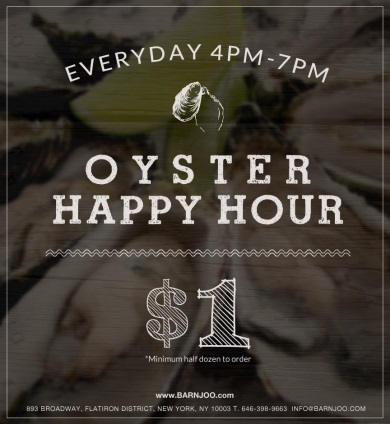 EVERYDAY 4PM-7PM
OYSTER
HAPPY HOUR
$1
*Minimum half dozen to order
www.BARNJOO.com
893 BROADWAY, FLATIRON DISTRICT, NEW YORK, NY 10003 T. 646-398-9663 INFO@BARNJOO.COM